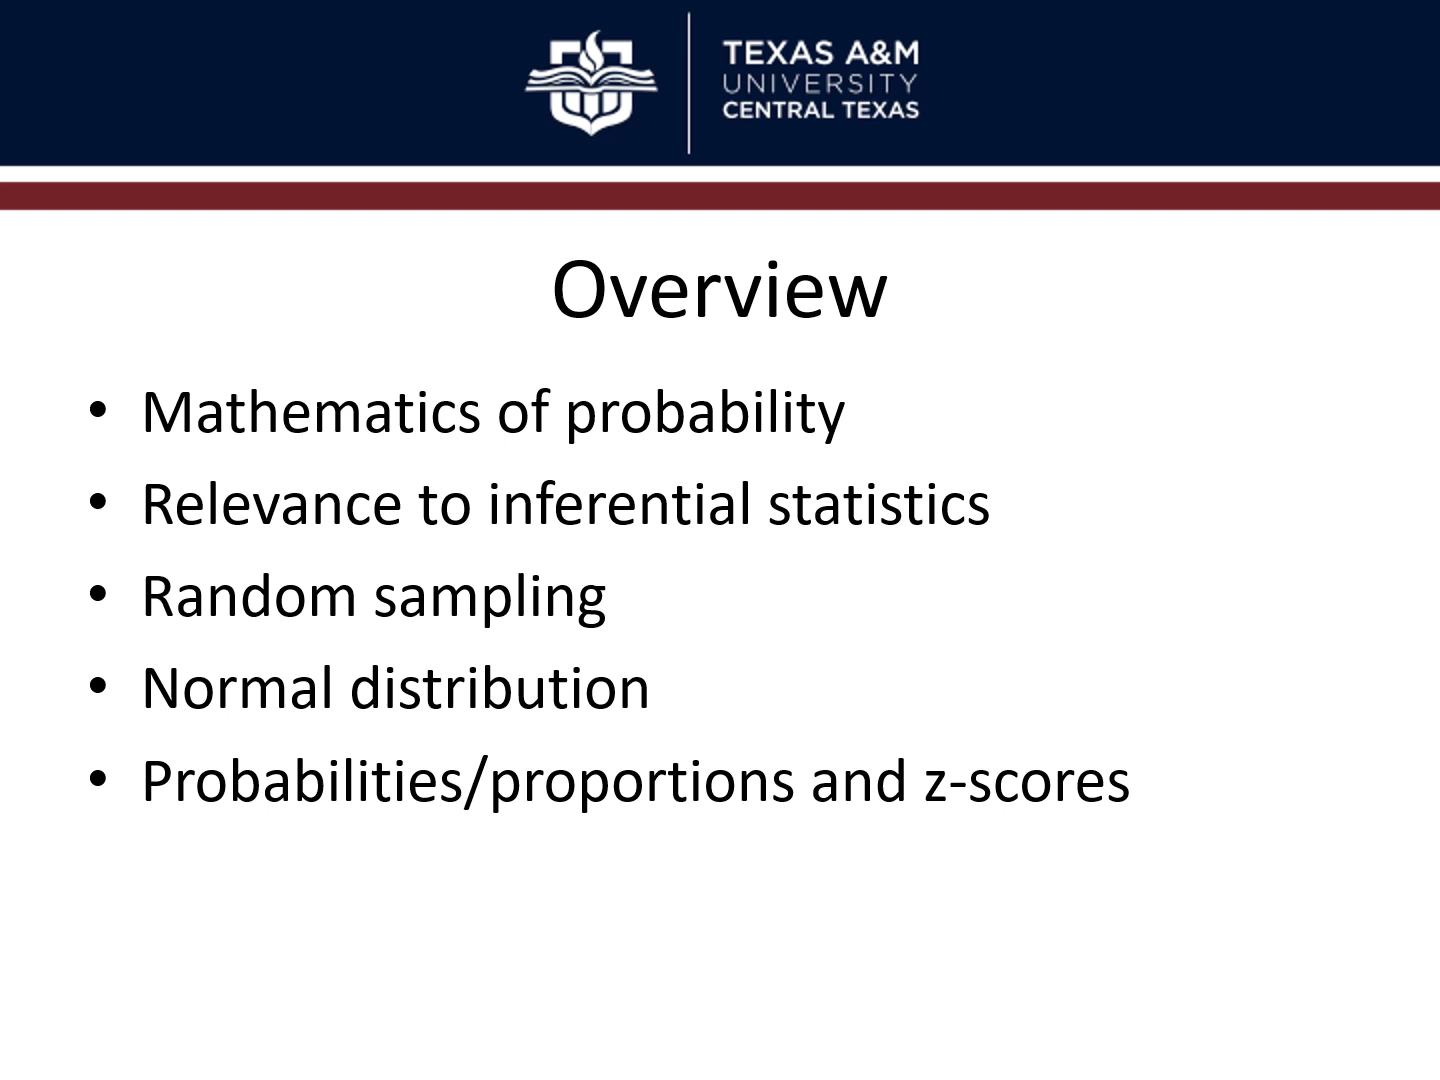 TEXAS A&M
UNIVERSITY
CENTRAL TEXAS
Overview
• Mathematics of probability
• Relevance to inferential statistics
• Random sampling
• Normal distribution
• Probabilities/proportions and z-scores